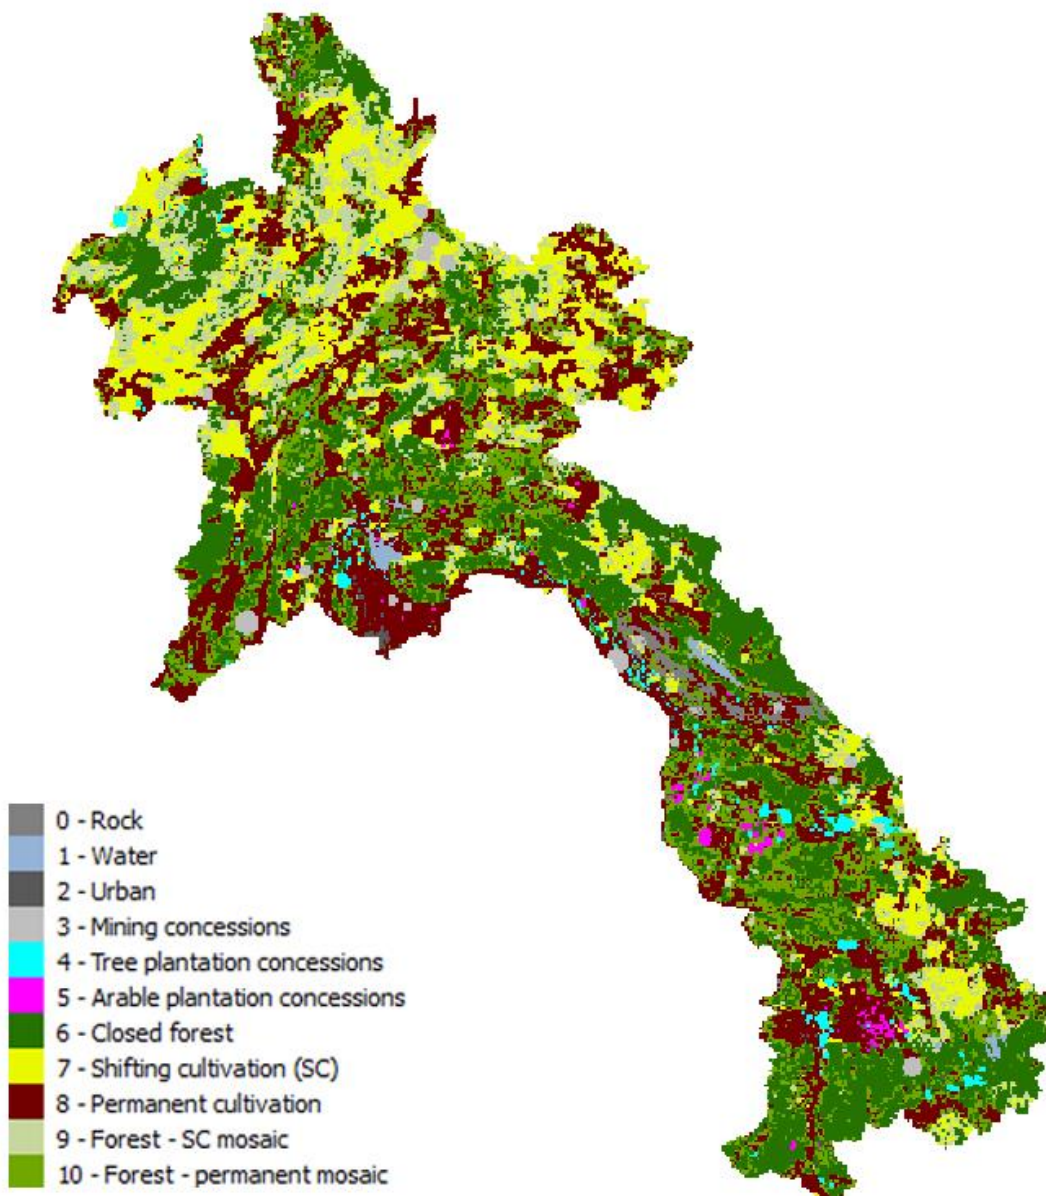 0 - Rock
1 - Water
2 - Urban
3 - Mining concessions
4 - Tree plantation concessions
5 - Arable plantation concessions
6 - Closed forest
7 - Shifting cultivation (SC)
8 - Permanent cultivation
9 - Forest - SC mosaic
10 - Forest - permanent mosaic